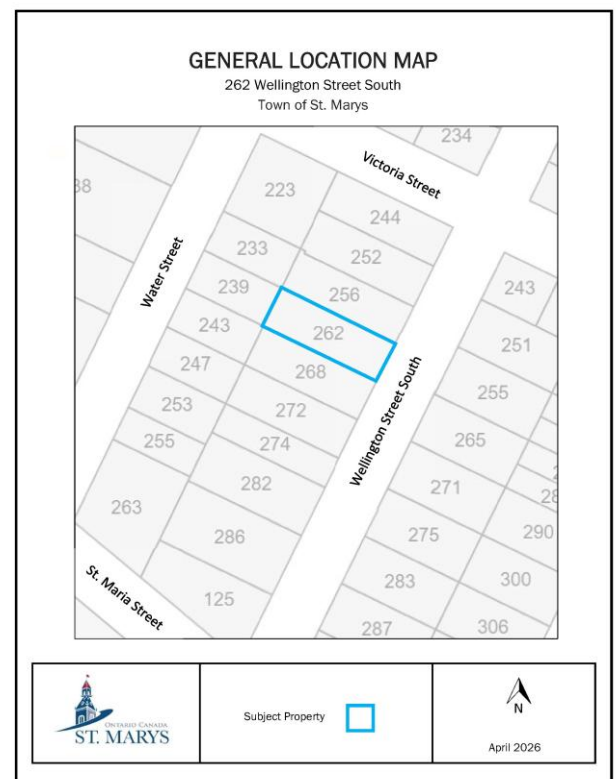 GENERAL LOCATION MAP
262 Wellington Street South
Town of St. Marys
234
Victoria Street
38
223
244
233
252
Water Street
239
256
243
243
262
251
247
268
Wellington Street South
253
272
255
255
274
265
282
271
263
286
275
290
St. Maria Street
125
283
300
287
306
ONTARIO CANADA
ST. MARYS
Subject Property
N
April 2026